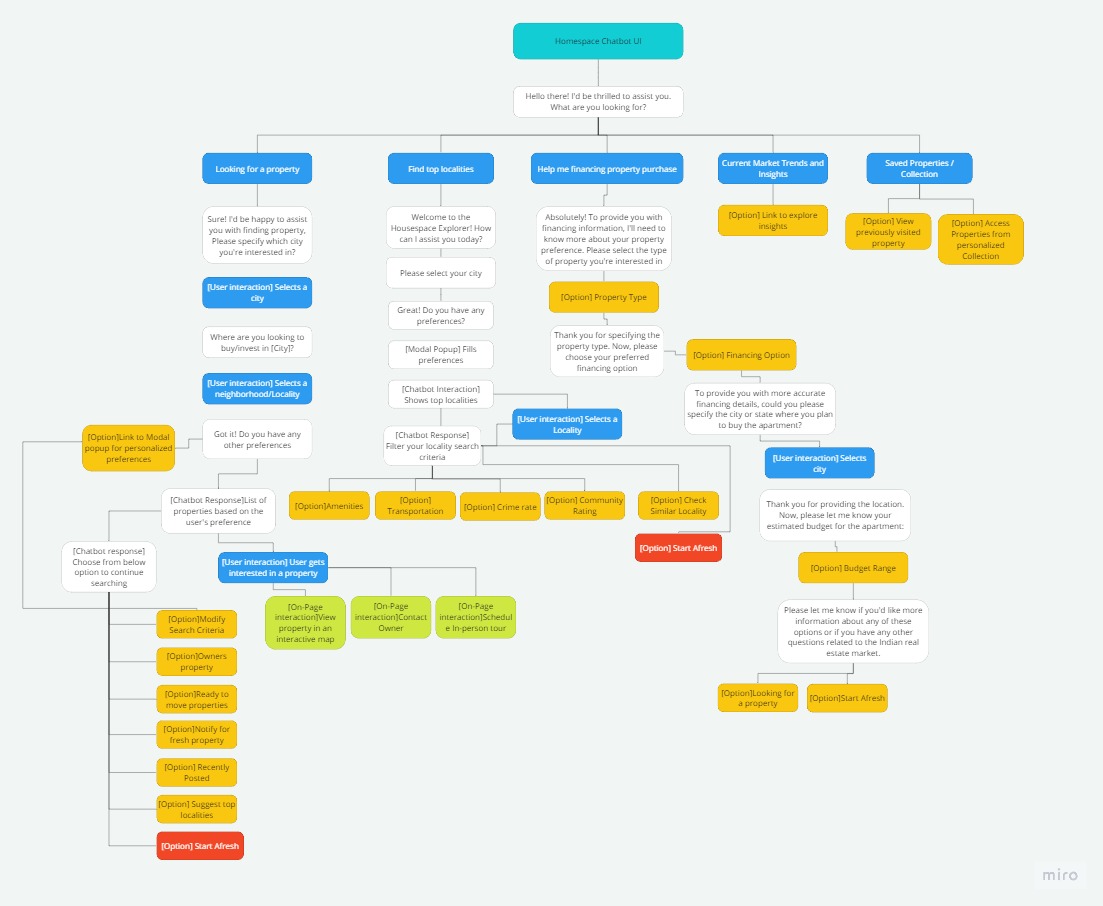 Homespace Chatbot UI
Hello there! I'd be thrilled to assist you.
What are you looking for?
Looking for a property
Find top localities
Help me financing property purchase
Current Market Trends and
Insights
Saved Properties /
Collection
Sure! I'd be happy to assist
you with finding property,
Please specify which city
you're interested in?
[User interaction] Selects a
city
Where are you looking to
buy/invest in [City]?
[User interaction] Selects a
neighborhood/Locality
Got it! Do you have any
other preferences
[Option]Link to Modal
popup for personalized
preferences
[Chatbot Response]List of
properties based on the
user's preference
[Chatbot response]
Choose from below
option to continue
searching
[User interaction] User gets
interested in a property
[On-Page
interaction]View
property in an
interactive map
[On-Page
interaction]Contact
Owner
[On-Page
interaction]Schedul
e In-person tour
[Option]Modify
Search Criteria
[Option]Owners
property
[Option]Ready to
move properties
[Option]Notify for
fresh property
[Option] Recently
Posted
[Option] Suggest top
localities
[Option] Start Afresh
Welcome to the
Housespace Explorer! How
can I assist you today?
Please select your city
Great! Do you have any
preferences?
[Modal Popup] Fills
preferences
[Chatbot Interaction]
Shows top localities
[User interaction] Selects a
Locality
[Chatbot Response]
Filter your locality search
criteria
[Option]Amenities
[Option]
Transportation
[Option] Crime rate
[Option] Community
Rating
[Option] Check
Similar Locality
[Option] Start Afresh
Absolutely! To provide you with
financing information, I'll need to
know more about your property
preference. Please select the type
of property you're interested in
[Option] Property Type
Thank you for specifying the
property type. Now, please
choose your preferred
financing option
[Option] Financing Option
To provide you with more accurate
financing details, could you please
specify the city or state where you plan
to buy the apartment?
[User interaction] Selects
city
Thank you for providing the location.
Now, please let me know your
estimated budget for the apartment:
[Option] Budget Range
Please let me know if you'd like more
information about any of these
options or if you have any other
questions related to the Indian real
estate market.
[Option]Looking for
a property
[Option]Start Afresh
[Option] Link to explore
insights
[Option] View
previously visited
property
[Option] Access
Properties from
personalized
Collection
miro